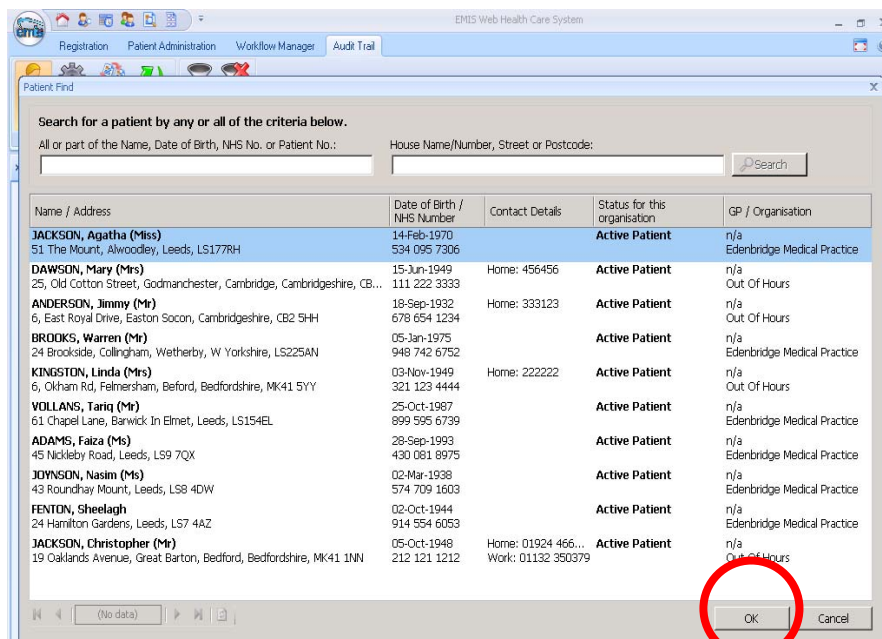 EMIS Web Health Care System
emis
Registration Patient Administration Workflow Manager Audit Trail
Patient Find X
Search for a patient by any or all of the criteria below.
All or part of the Name, Date of Birth, NHS No. or Patient No.: House Name/Number, Street or Postcode:
Search
Name / Address Date of Birth / NHS Number Contact Details Status for this organisation GP / Organisation
JACKSON, Agatha (Miss) 14-Feb-1970 Active Patient n/a
51 The Mount, Alwoodley, Leeds, LS177RH 534 095 7306 Edenbridge Medical Practice
DAWSON, Mary (Mrs) 15-Jun-1949 Home: 456456 Active Patient n/a
25, Old Cotton Street, Godmanchester, Cambridge, Cambridgeshire, CB... 111 222 3333 Out Of Hours
ANDERSON, Jimmy (Mr) 18-Sep-1932 Home: 333123 Active Patient n/a
6, East Royal Drive, Easton Socon, Cambridgeshire, CB2 5HH 678 654 1234 Out Of Hours
BROOKS, Warren (Mr) 05-Jan-1975 Active Patient n/a
24 Brookside, Collingham, Wetherby, W Yorkshire, LS225AN 948 742 6752 Edenbridge Medical Practice
KINGSTON, Linda (Mrs) 03-Nov-1949 Home: 222222 Active Patient n/a
6, Okham Rd, Felmersham, Beford, Bedfordshire, MK41 5YY 321 123 4444 Out Of Hours
VOLLANS, Tariq (Mr) 25-Oct-1987 Active Patient n/a
61 Chapel Lane, Barwick In Elmet, Leeds, LS154EL 899 595 6739 Edenbridge Medical Practice
ADAMS, Faiza (Ms) 28-Sep-1993 Active Patient n/a
45 Nickleby Road, Leeds, LS9 7QX 430 081 8975 Edenbridge Medical Practice
JOYNSON, Nasim (Ms) 02-Mar-1938 Active Patient n/a
43 Roundhay Mount, Leeds, LS8 4DW 574 709 1603 Edenbridge Medical Practice
FENTON, Sheelagh 02-Oct-1944 Active Patient n/a
24 Hamilton Gardens, Leeds, LS7 4AZ 914 554 6053 Edenbridge Medical Practice
JACKSON, Christopher (Mr) 05-Oct-1948 Home: 01924 466... Active Patient n/a
19 Oaklands Avenue, Great Barton, Bedford, Bedfordshire, MK41 1NN 212 121 1212 Work: 01132 350379 Out Of Hours
(No data) OK Cancel